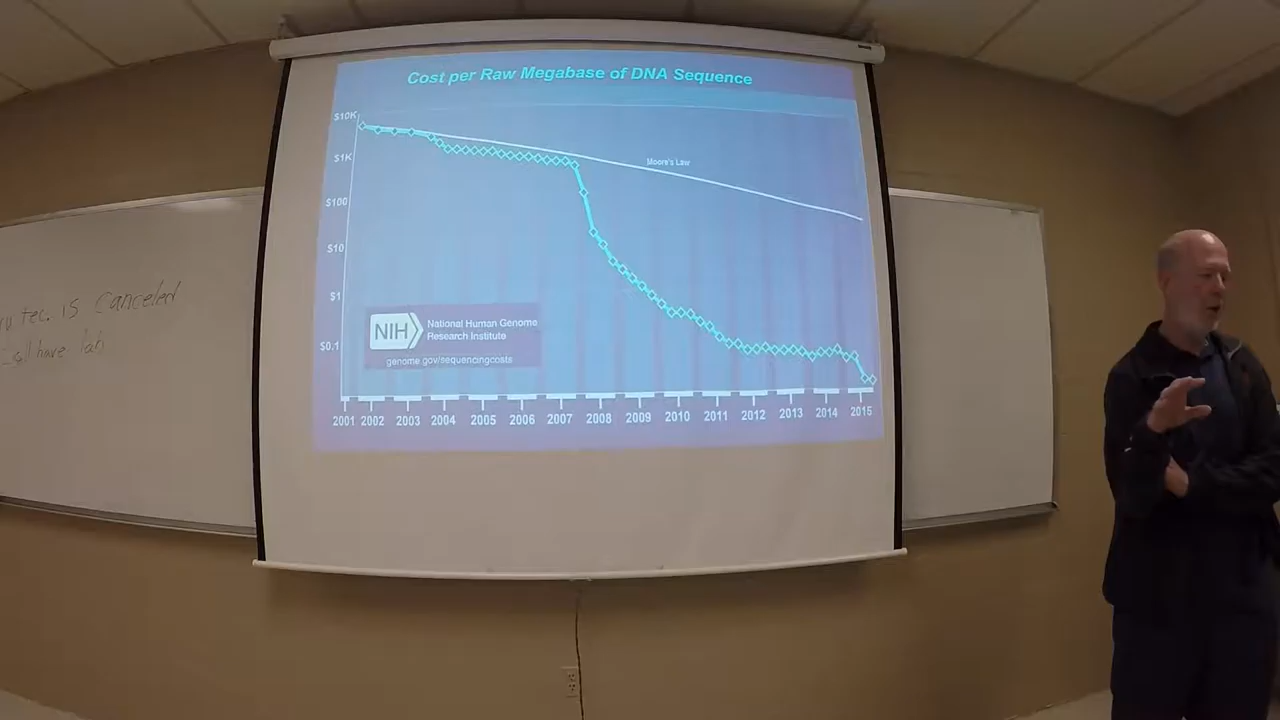 Cost per Raw Megabase of DNA Sequence
$10K
$1K
$100
$10
$1
$0.1
Moore's Law
NIH
National Human Genome
Research Institute
genome.gov/sequencingcosts
2001 2002 2003 2004 2005 2006 2007 2008 2009 2010 2011 2012 2013 2014 2015
IS Canceled
have lab